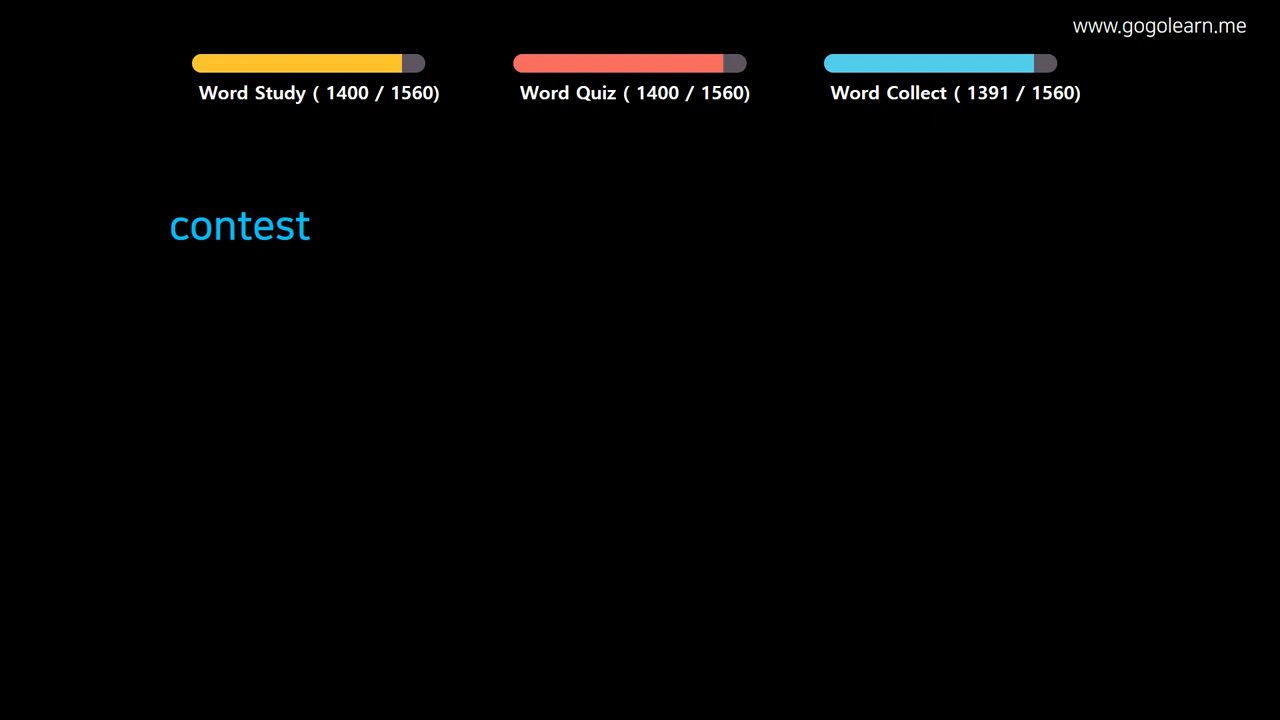 www.gogolearn.me
Word Study ( 1400 / 1560)
Word Quiz ( 1400 / 1560)
Word Collect ( 1391 / 1560)
contest